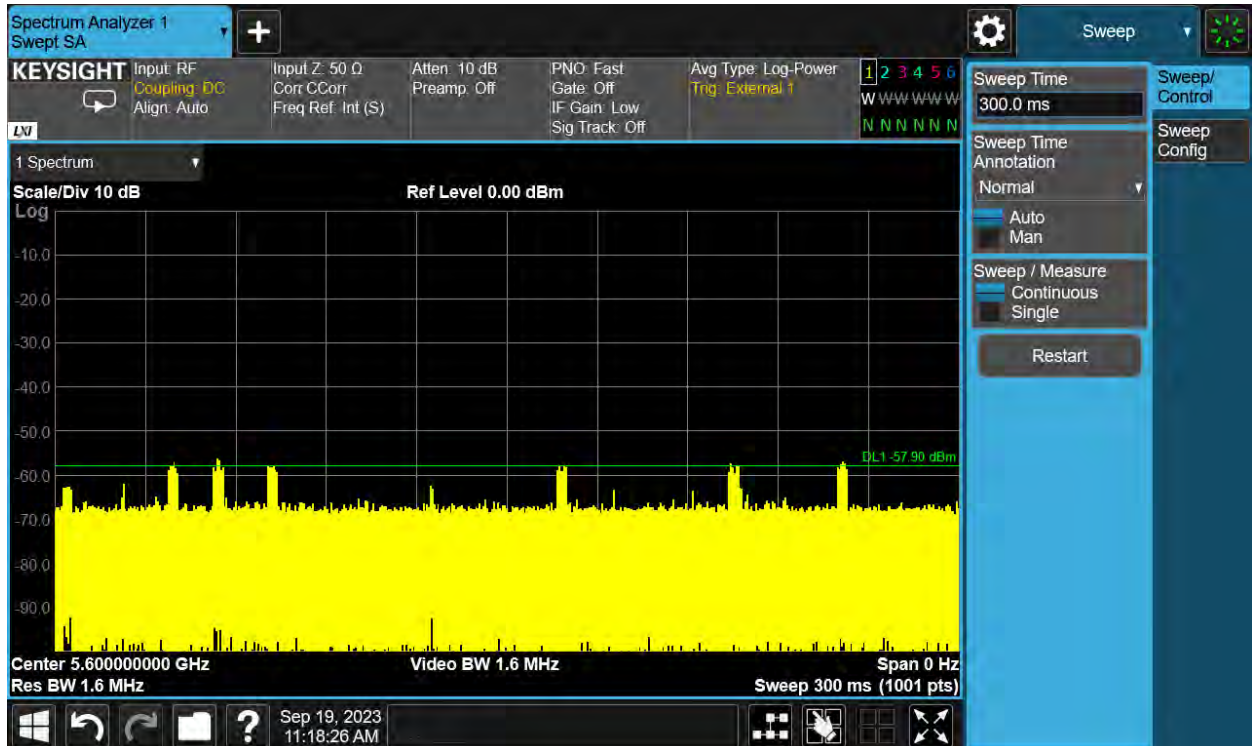 Spectrum Analyzer 1
Swept SA
+
Sweep
KEYSIGHT
LXI
Input: RF
Coupling: DC
Align: Auto
Input Z: 50 Ω
Corr CCorr
Freq Ref: Int (S)
Atten: 10 dB
Preamp: Off
PNO: Fast
Gate: Off
IF Gain: Low
Sig Track: Off
Avg Type: Log-Power
Trig: External 1
1 2 3 4 5 6
W W W W W W
N N N N N N
1 Spectrum
Scale/Div 10 dB
Ref Level 0.00 dBm
Log
-10.0
-20.0
-30.0
-40.0
-50.0
-60.0
-70.0
-80.0
-90.0
DL1 -57.90 dBm
Center 5.600000000 GHz
Video BW 1.6 MHz
Span 0 Hz
Res BW 1.6 MHz
Sweep 300 ms (1001 pts)
Sweep Time
300.0 ms
Sweep Time
Annotation
Normal
Auto
Man
Sweep / Measure
Continuous
Single
Restart
Sweep/
Control
Sweep
Config
?
Sep 19, 2023
11:18:26 AM